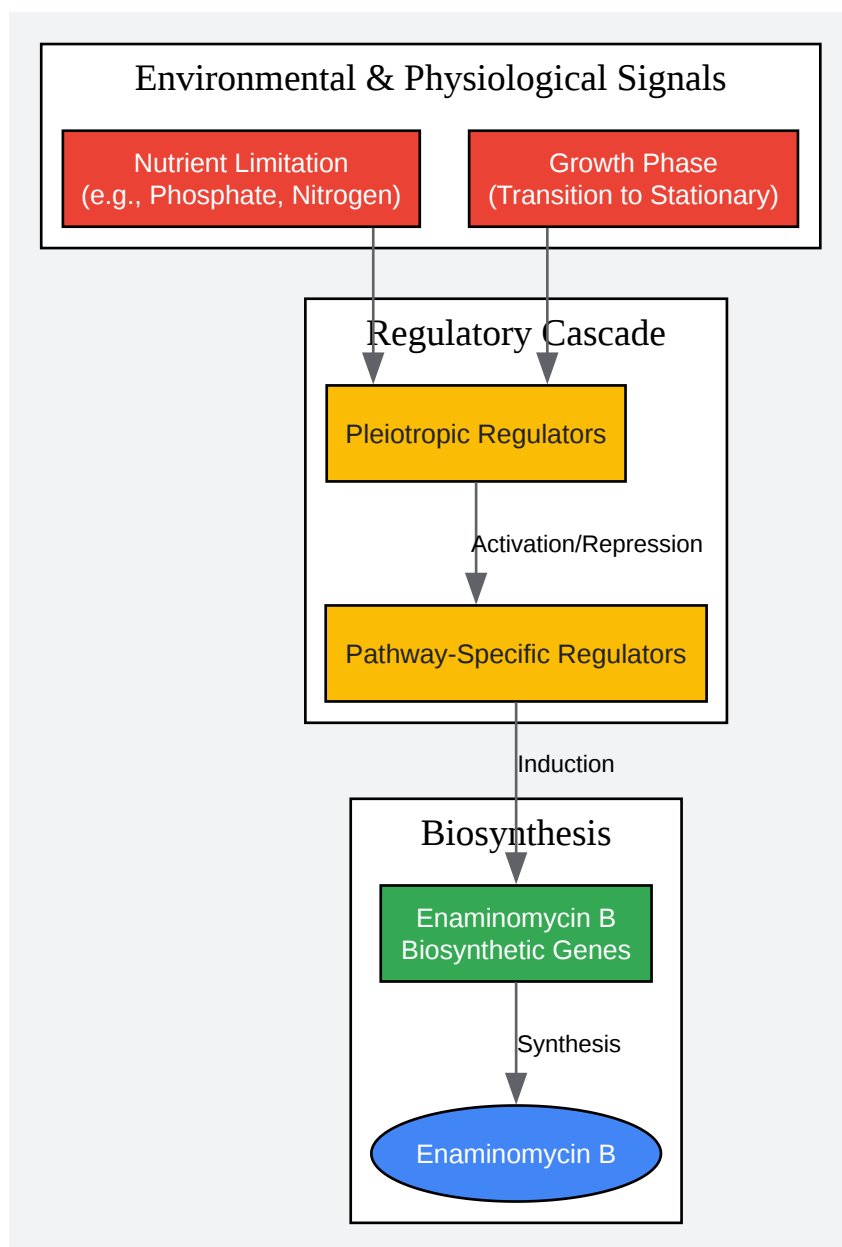 Environmental & Physiological Signals
Nutrient Limitation
(e.g., Phosphate, Nitrogen)
Growth Phase
(Transition to Stationary)
Regulatory Cascade
Pleiotropic Regulators
Activation/Repression
Pathway-Specific Regulators
Induction
Biosynthesis
Enaminomycin B
Biosynthetic Genes
Synthesis
Enaminomycin B